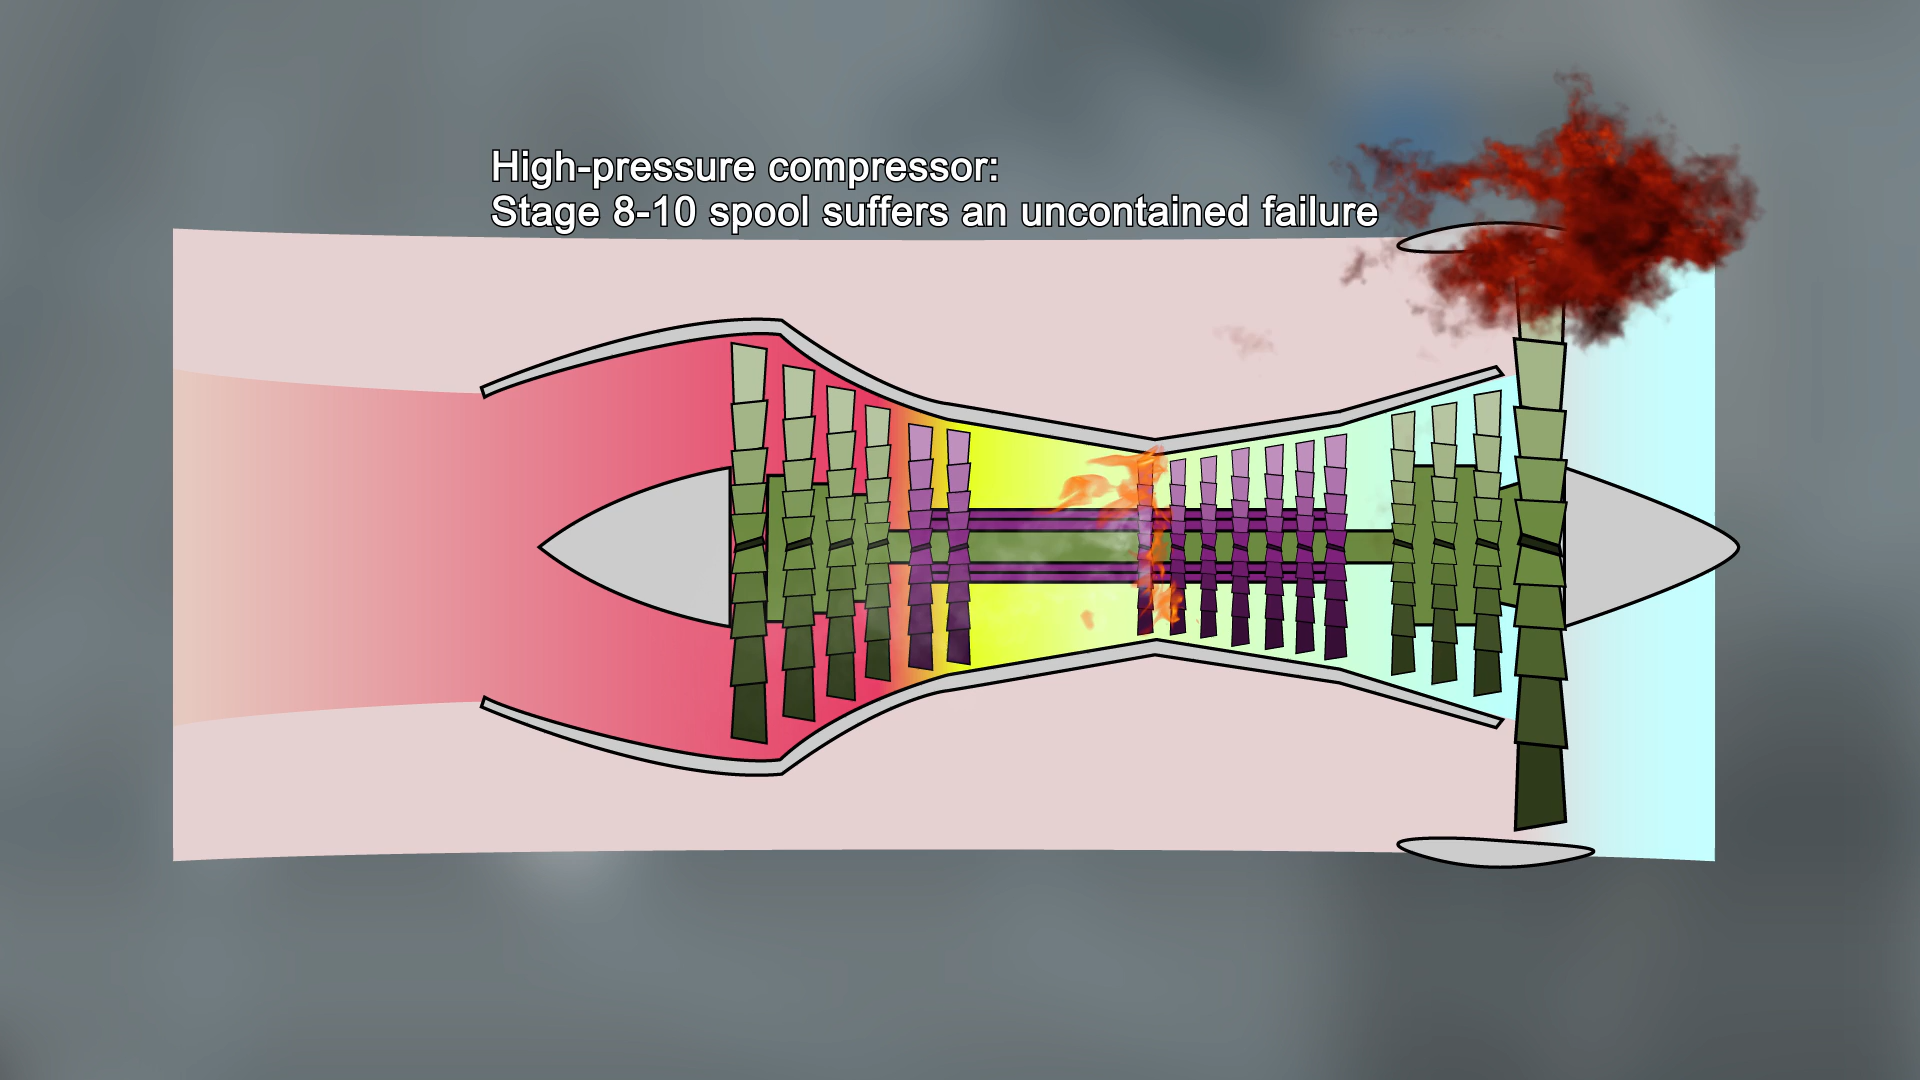 High-pressure compressor:
Stage 8-10 spool suffers an uncontained failure